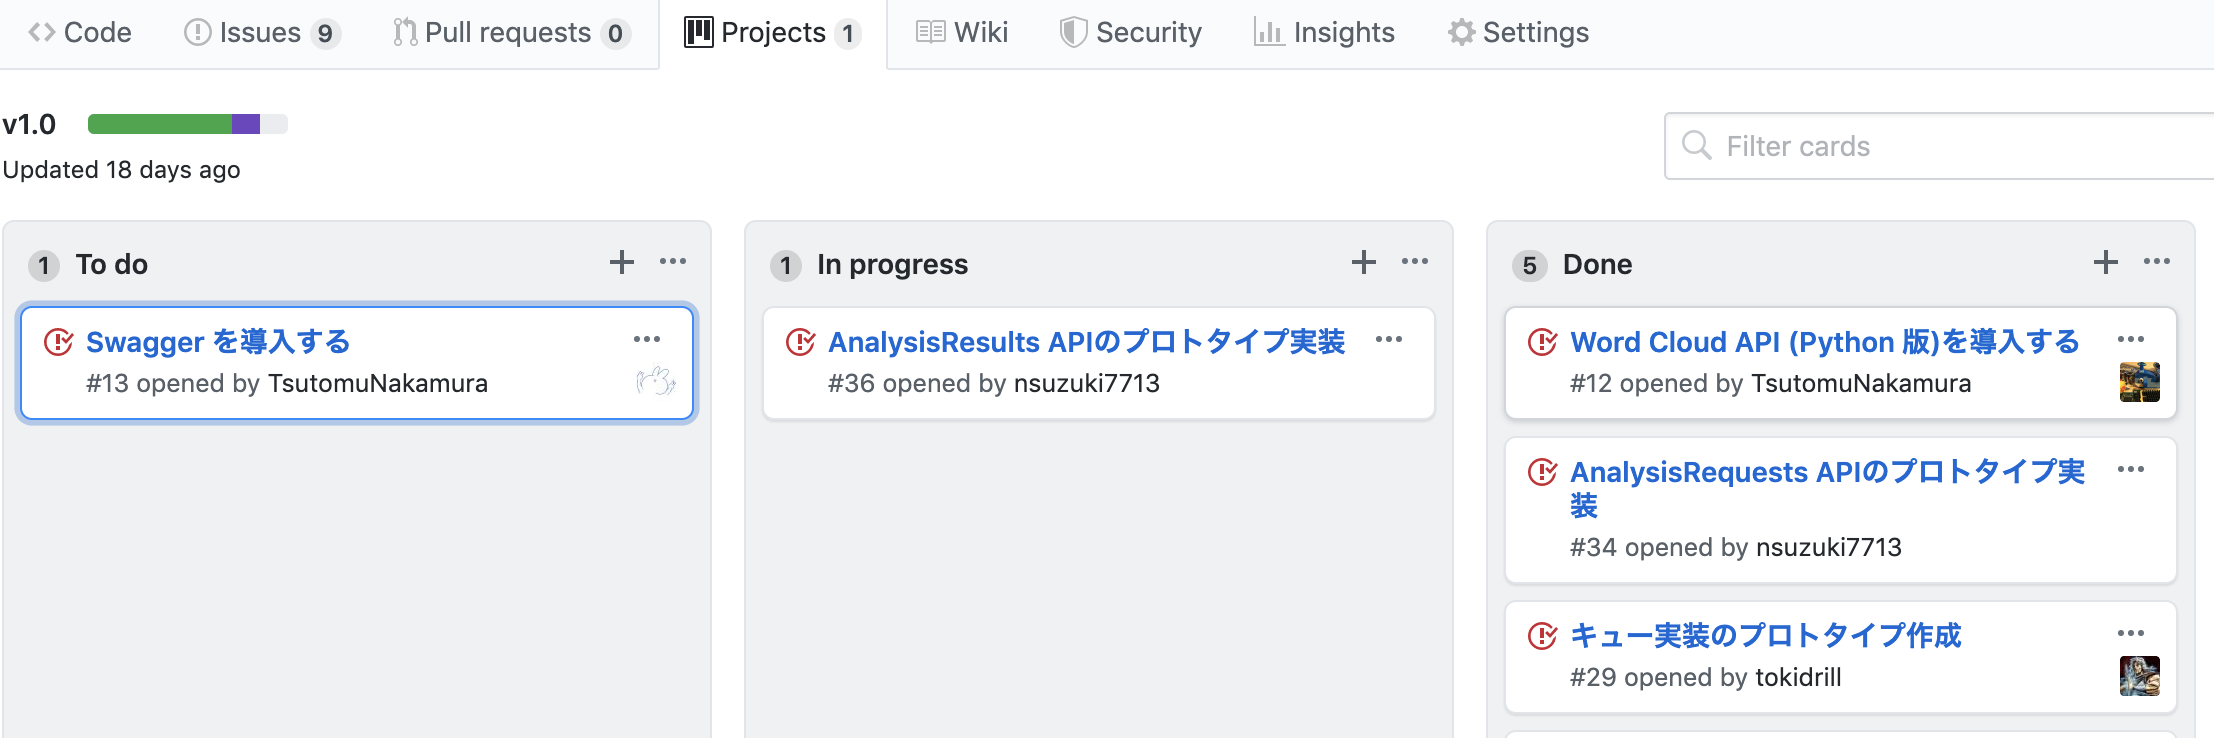 Code Issues 9 Pull requests 0 Projects 1 Wiki Security Insights Settings
v1.0
Filter cards
Updated 18 days ago
1 To do
Swagger を導入する
#13 opened by TsutomuNakamura
1 In progress
AnalysisResults APIのプロトタイプ実装
#36 opened by nsuzuki7713
5 Done
Word Cloud API (Python 版)を導入する
#12 opened by TsutomuNakamura
AnalysisRequests APIのプロトタイプ実
装
#34 opened by nsuzuki7713
キュー実装のプロトタイプ作成
#29 opened by tokidrill